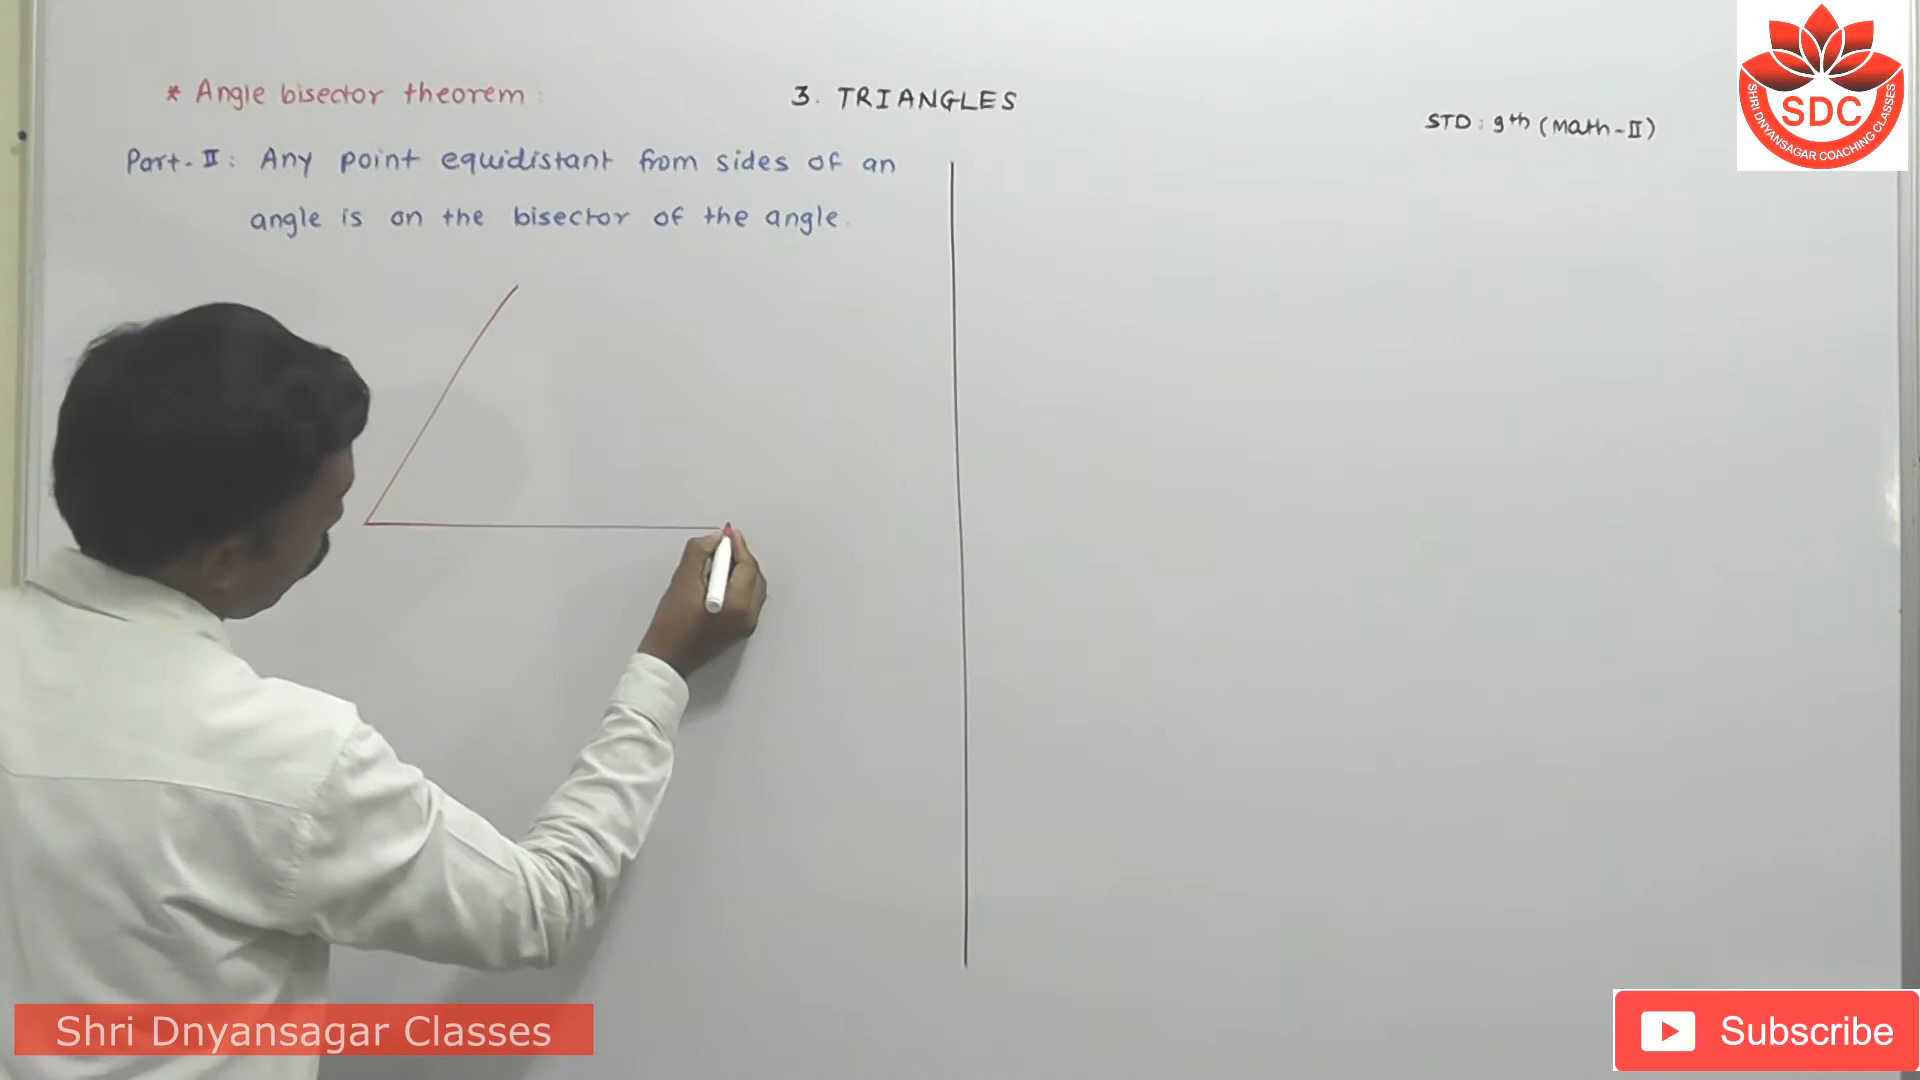 * Angle bisector theorem:
3. TRIANGLES
STD: 9th (Math-II)
Part-II: Any point equidistant from sides of an
angle is on the bisector of the angle.
SDC
SHRI DNYANSAGAR COACHING CLASSES
Shri Dnyansagar Classes
Subscribe